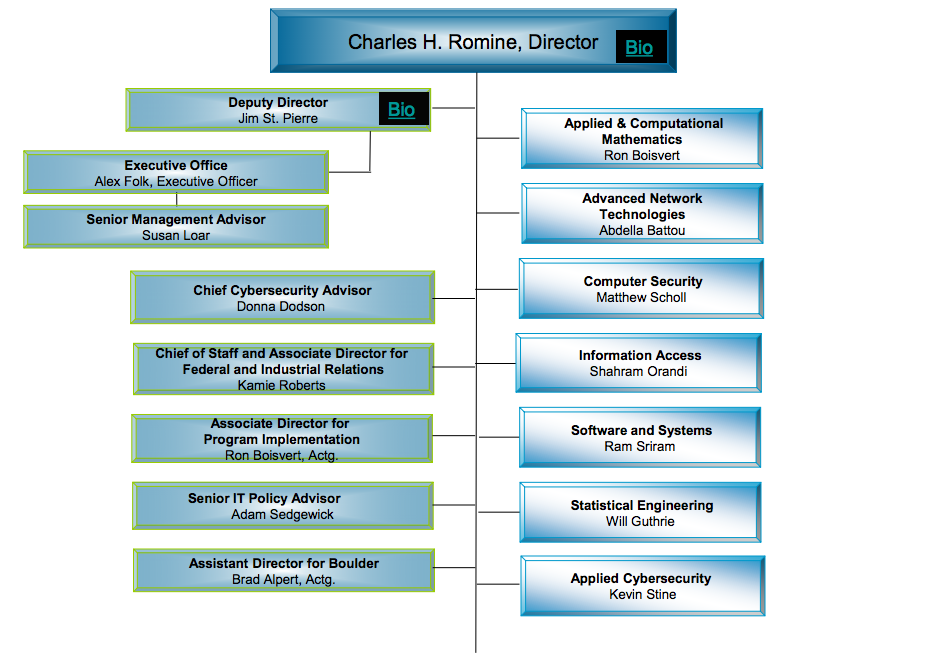 Charles H. Romine, Director
Bio
Deputy Director
Jim St. Pierre
Bio
Executive Office
Alex Folk, Executive Officer
Senior Management Advisor
Susan Loar
Chief Cybersecurity Advisor
Donna Dodson
Chief of Staff and Associate Director for
Federal and Industrial Relations
Kamie Roberts
Associate Director for
Program Implementation
Ron Boisvert, Actg.
Senior IT Policy Advisor
Adam Sedgewick
Assistant Director for Boulder
Brad Alpert, Actg.
Applied & Computational
Mathematics
Ron Boisvert
Advanced Network
Technologies
Abdella Battou
Computer Security
Matthew Scholl
Information Access
Shahram Orandi
Software and Systems
Ram Sriram
Statistical Engineering
Will Guthrie
Applied Cybersecurity
Kevin Stine